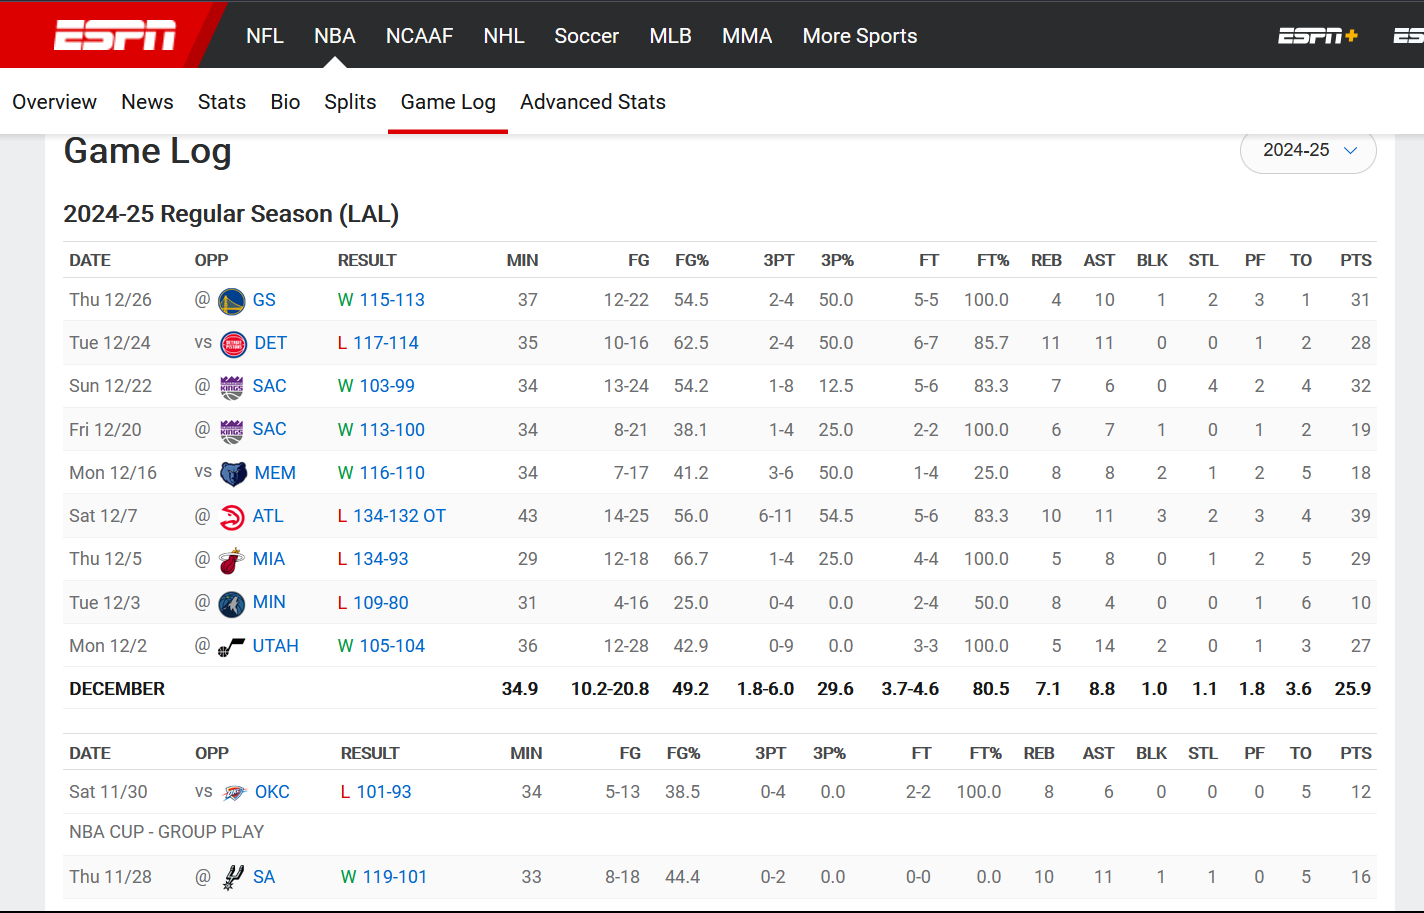 ESPN NFL NBA NCAAF NHL Soccer MLB MMA More Sports ESPN+ ES
Overview News Stats Bio Splits Game Log Advanced Stats
Game Log 2024-25
2024-25 Regular Season (LAL)
DATE OPP RESULT MIN FG FG% 3PT 3P% FT FT% REB AST BLK STL PF TO PTS
Thu 12/26 @ GS W 115-113 37 12-22 54.5 2-4 50.0 5-5 100.0 4 10 1 2 3 1 31
Tue 12/24 vs DET L 117-114 35 10-16 62.5 2-4 50.0 6-7 85.7 11 11 0 0 1 2 28
Sun 12/22 @ SAC W 103-99 34 13-24 54.2 1-8 12.5 5-6 83.3 7 6 0 4 2 4 32
Fri 12/20 @ SAC W 113-100 34 8-21 38.1 1-4 25.0 2-2 100.0 6 7 1 0 1 2 19
Mon 12/16 vs MEM W 116-110 34 7-17 41.2 3-6 50.0 1-4 25.0 8 8 2 1 2 5 18
Sat 12/7 @ ATL L 134-132 OT 43 14-25 56.0 6-11 54.5 5-6 83.3 10 11 3 2 3 4 39
Thu 12/5 @ MIA L 134-93 29 12-18 66.7 1-4 25.0 4-4 100.0 5 8 0 1 2 5 29
Tue 12/3 @ MIN L 109-80 31 4-16 25.0 0-4 0.0 2-4 50.0 8 4 0 0 1 6 10
Mon 12/2 @ UTAH W 105-104 36 12-28 42.9 0-9 0.0 3-3 100.0 5 14 2 0 1 3 27
DECEMBER 34.9 10.2-20.8 49.2 1.8-6.0 29.6 3.7-4.6 80.5 7.1 8.8 1.0 1.1 1.8 3.6 25.9
DATE OPP RESULT MIN FG FG% 3PT 3P% FT FT% REB AST BLK STL PF TO PTS
Sat 11/30 vs OKC L 101-93 34 5-13 38.5 0-4 0.0 2-2 100.0 8 6 0 0 0 5 12
NBA CUP - GROUP PLAY
Thu 11/28 @ SA W 119-101 33 8-18 44.4 0-2 0.0 0-0 0.0 10 11 1 1 0 5 16